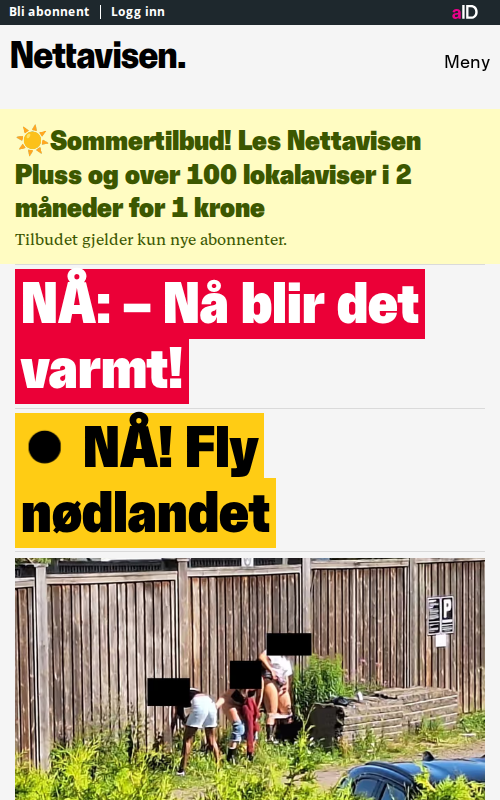 Bli abonnent | Logg inn
aID
Nettavisen.
Meny
☀️Sommertilbud! Les Nettavisen
Pluss og over 100 lokalaviser i 2
måneder for 1 krone
Tilbudet gjelder kun nye abonnenter.
NÅ: – Nå blir det
varmt!
● NÅ! Fly
nødlandet
P